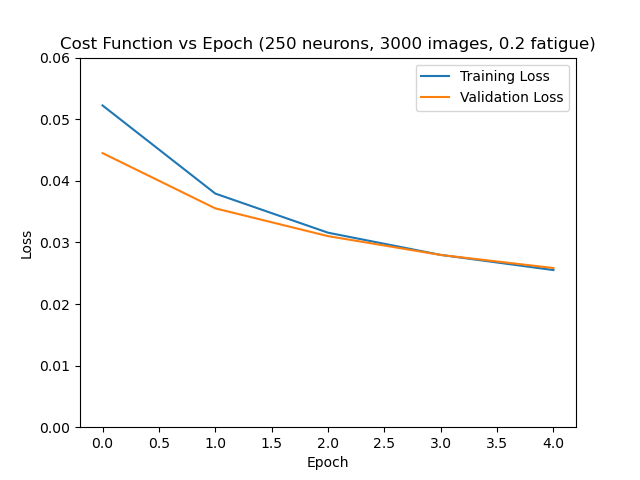 Cost Function vs Epoch (250 neurons, 3000 images, 0.2 fatigue)
Training Loss
Validation Loss
0.06
0.05
0.04
0.03
0.02
0.01
0.00
Loss
0.0 0.5 1.0 1.5 2.0 2.5 3.0 3.5 4.0
Epoch